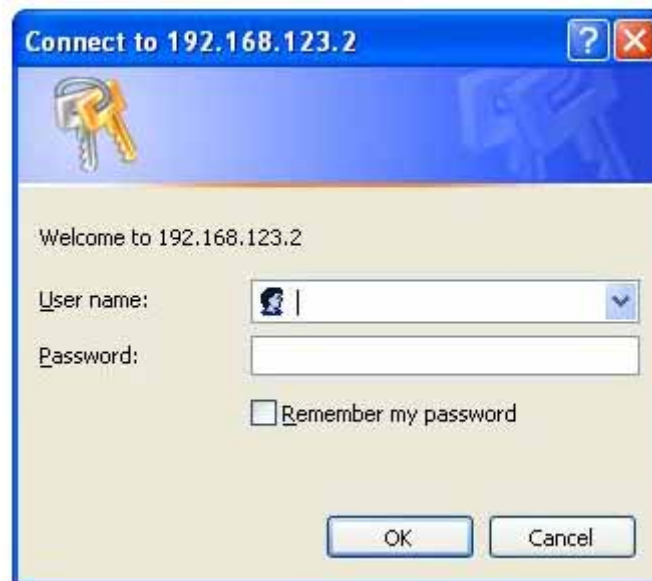 Connect to 192.168.123.2
Welcome to 192.168.123.2
User name:
Password:
Remember my password
OK Cancel